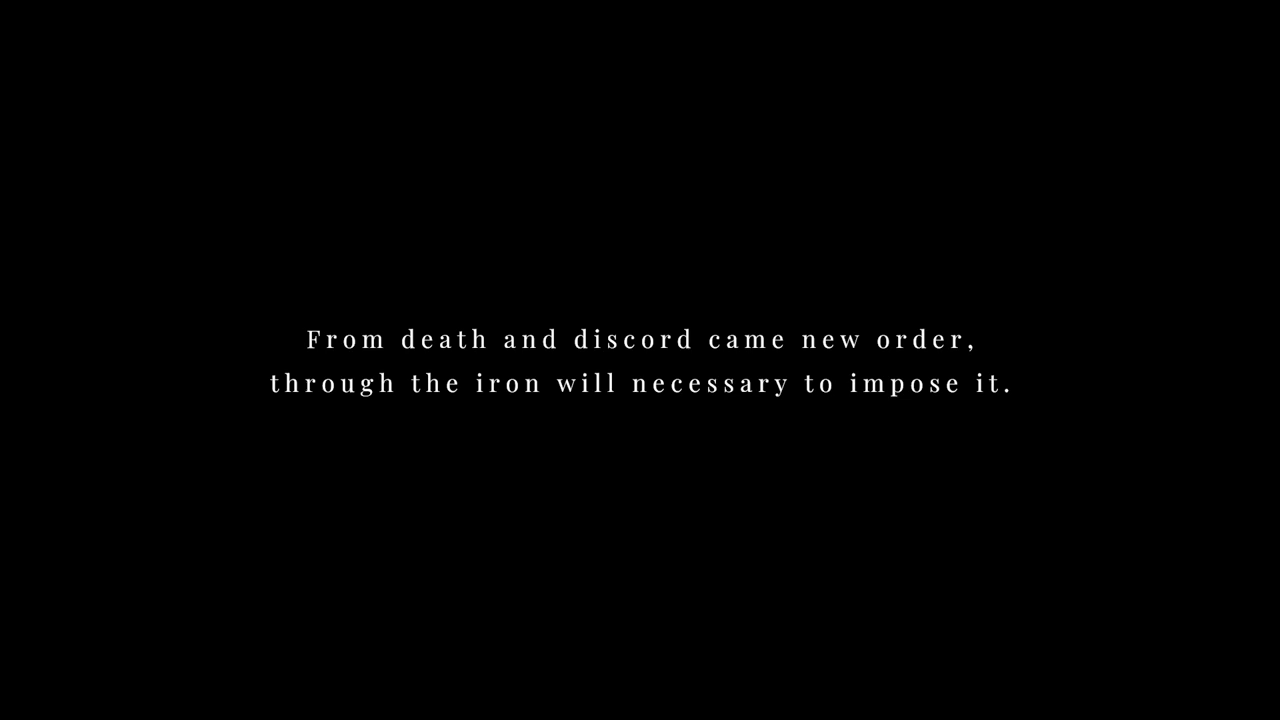 From death and discord came new order,
through the iron will necessary to impose it.